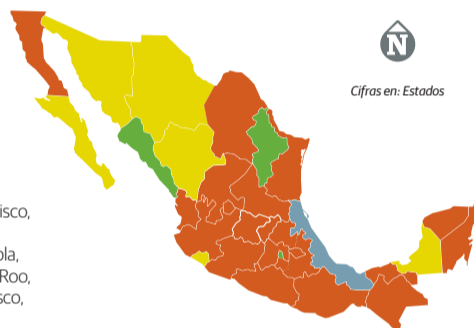 N
Cifras en: Estados
isco,
ola,
Roo,
sco,